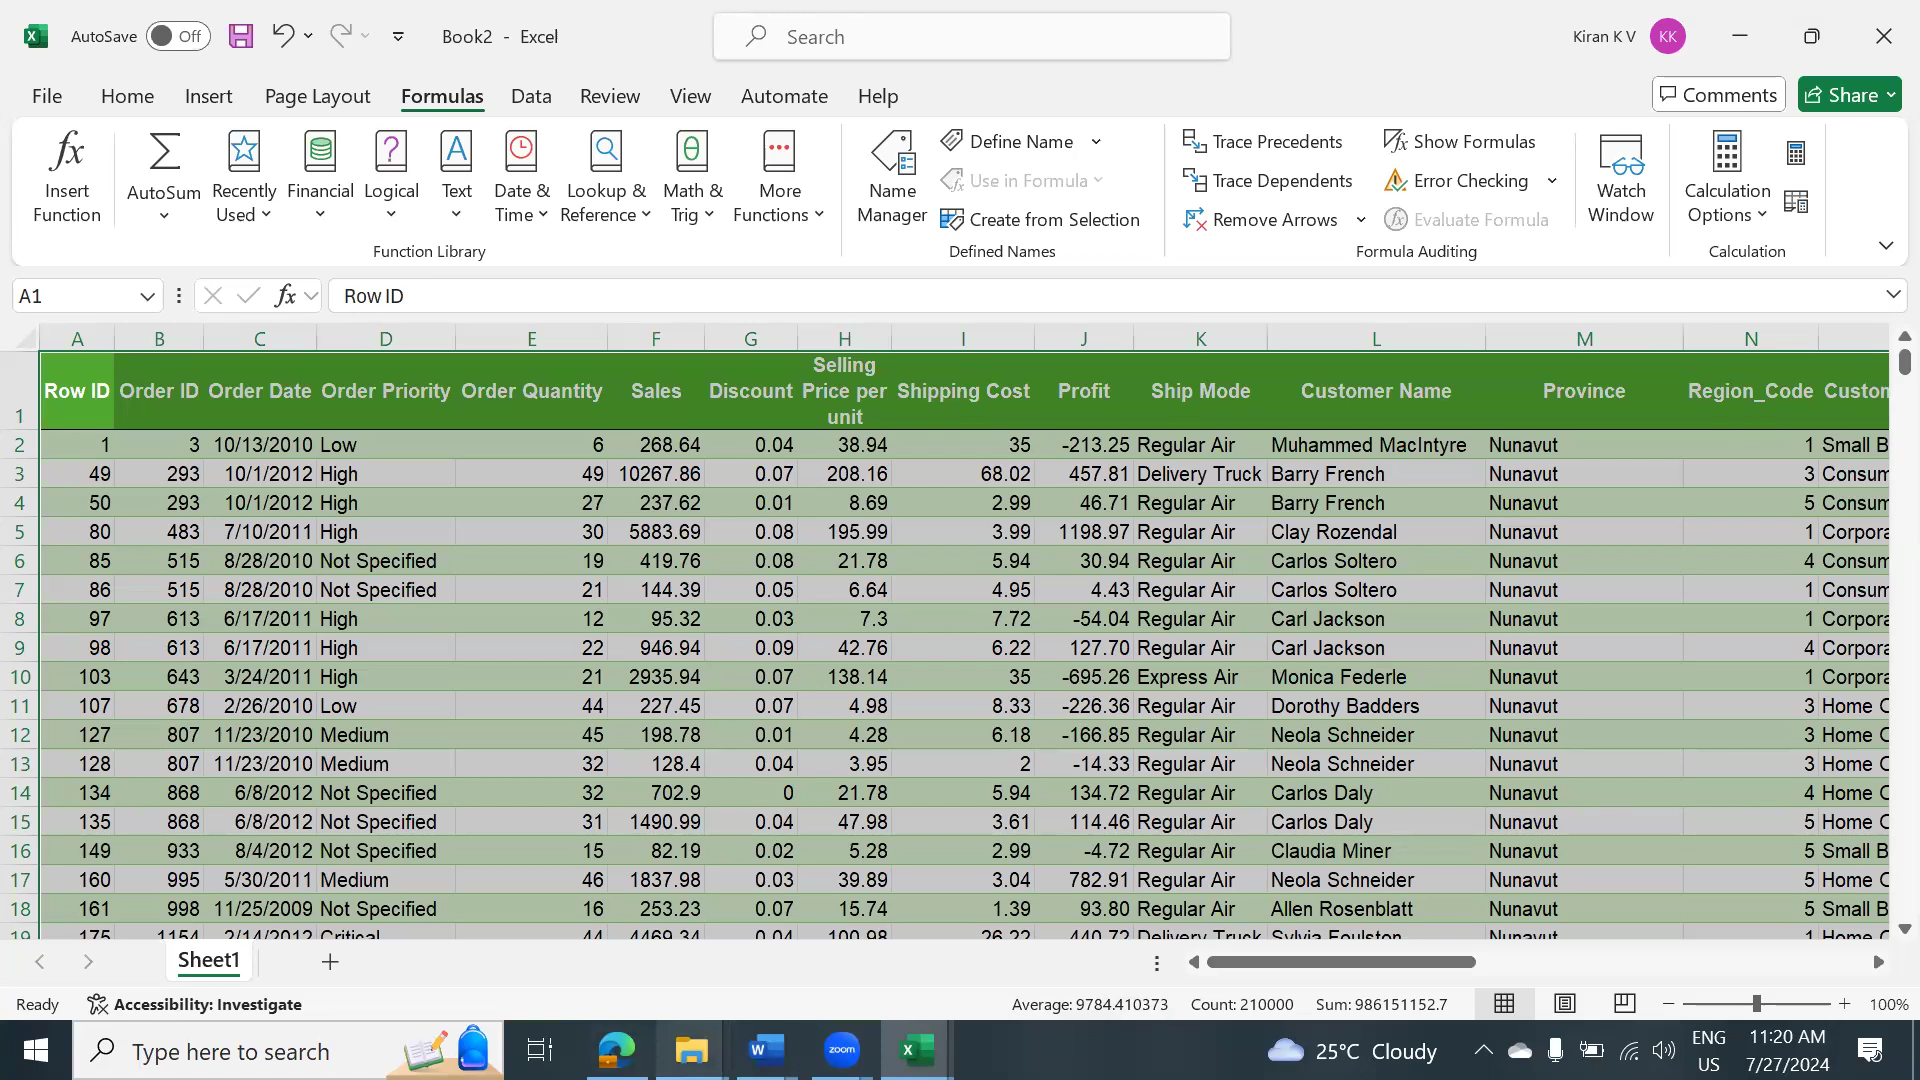 AutoSave Off Book2 - Excel Search Kiran K V KK
File Home Insert Page Layout Formulas Data Review View Automate Help Comments Share
Insert Function
AutoSum
Recently Used
Financial
Logical
Text
Date & Time
Lookup & Reference
Math & Trig
More Functions
Function Library
Name Manager
Define Name
Use in Formula
Create from Selection
Defined Names
Trace Precedents
Trace Dependents
Remove Arrows
Show Formulas
Error Checking
Evaluate Formula
Formula Auditing
Watch Window
Calculation Options
Calculation
A1 fx Row ID
A B C D E F G H I J K L M N
1 Row ID Order ID Order Date Order Priority Order Quantity Sales Discount Selling Price per unit Shipping Cost Profit Ship Mode Customer Name Province Region_Code Custon
2 1 3 10/13/2010 Low 6 268.64 0.04 38.94 35 -213.25 Regular Air Muhammed MacIntyre Nunavut 1 Small B
3 49 293 10/1/2012 High 49 10267.86 0.07 208.16 68.02 457.81 Delivery Truck Barry French Nunavut 3 Consum
4 50 293 10/1/2012 High 27 237.62 0.01 8.69 2.99 46.71 Regular Air Barry French Nunavut 5 Consum
5 80 483 7/10/2011 High 30 5883.69 0.08 195.99 3.99 1198.97 Regular Air Clay Rozendal Nunavut 1 Corpora
6 85 515 8/28/2010 Not Specified 19 419.76 0.08 21.78 5.94 30.94 Regular Air Carlos Soltero Nunavut 4 Consum
7 86 515 8/28/2010 Not Specified 21 144.39 0.05 6.64 4.95 4.43 Regular Air Carlos Soltero Nunavut 1 Consum
8 97 613 6/17/2011 High 12 95.32 0.03 7.3 7.72 -54.04 Regular Air Carl Jackson Nunavut 1 Corpora
9 98 613 6/17/2011 High 22 946.94 0.09 42.76 6.22 127.70 Regular Air Carl Jackson Nunavut 4 Corpora
10 103 643 3/24/2011 High 21 2935.94 0.07 138.14 35 -695.26 Express Air Monica Federle Nunavut 1 Corpora
11 107 678 2/26/2010 Low 44 227.45 0.07 4.98 8.33 -226.36 Regular Air Dorothy Badders Nunavut 3 Home C
12 127 807 11/23/2010 Medium 45 198.78 0.01 4.28 6.18 -166.85 Regular Air Neola Schneider Nunavut 3 Home C
13 128 807 11/23/2010 Medium 32 128.4 0.04 3.95 2 -14.33 Regular Air Neola Schneider Nunavut 3 Home C
14 134 868 6/8/2012 Not Specified 32 702.9 0 21.78 5.94 134.72 Regular Air Carlos Daly Nunavut 4 Home C
15 135 868 6/8/2012 Not Specified 31 1490.99 0.04 47.98 3.61 114.46 Regular Air Carlos Daly Nunavut 5 Home C
16 149 933 8/4/2012 Not Specified 15 82.19 0.02 5.28 2.99 -4.72 Regular Air Claudia Miner Nunavut 5 Small B
17 160 995 5/30/2011 Medium 46 1837.98 0.03 39.89 3.04 782.91 Regular Air Neola Schneider Nunavut 5 Home C
18 161 998 11/25/2009 Not Specified 16 253.23 0.07 15.74 1.39 93.80 Regular Air Allen Rosenblatt Nunavut 5 Small B
19 175 1154 2/14/2012 Critical 44 4469.34 0.04 100.98 26.22 440.72 Delivery Truck Sylvia Foulston Nunavut 1 Home C
Sheet1
Ready Accessibility: Investigate Average: 9784.410373 Count: 210000 Sum: 986151152.7 100%
Type here to search zoom 25°C Cloudy ENG US 11:20 AM 7/27/2024